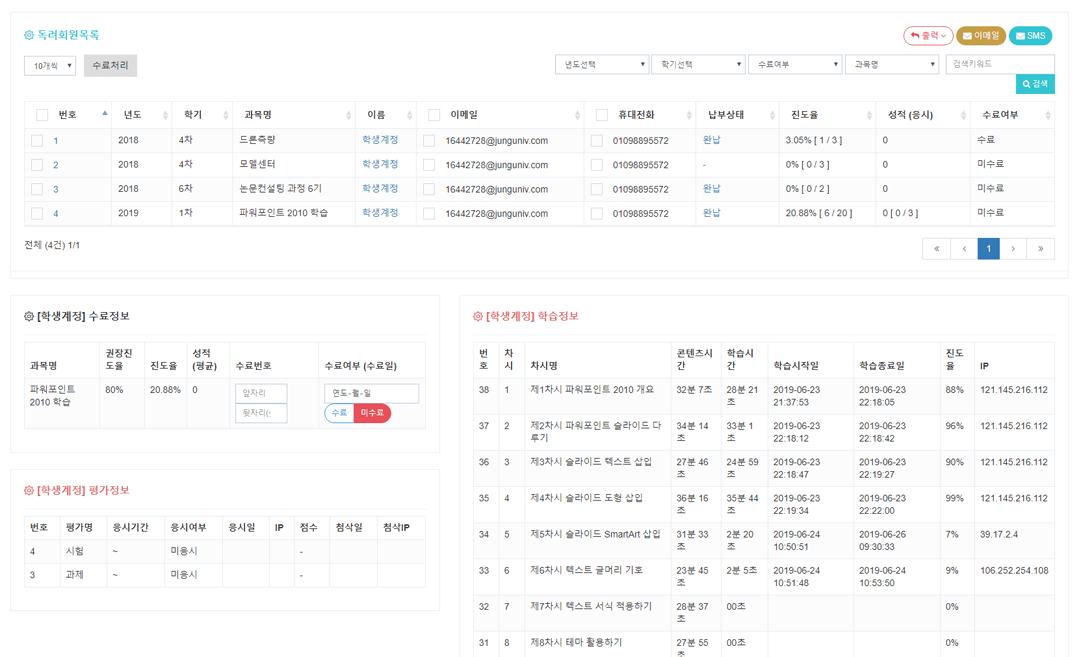 독려회원목록
출력 이메일 SMS
10개씩 수료처리 년도선택 학기선택 수료여부 과목명 검색키워드
검색
번호 년도 학기 과목명 이름 이메일 휴대전화 납부상태 진도율 성적 (응시) 수료여부
1 2018 4차 드론측량 학생계정 16442728@junguniv.com 01098895572 완납 3.05% [ 1 / 3 ] 0 수료
2 2018 4차 모델센터 학생계정 16442728@junguniv.com 01098895572 - 0% [ 0 / 3 ] 0 미수료
3 2018 6차 논문컨설팅 과정 6기 학생계정 16442728@junguniv.com 01098895572 완납 0% [ 0 / 2 ] 0 미수료
4 2019 1차 파워포인트 2010 학습 학생계정 16442728@junguniv.com 01098895572 완납 20.88% [ 6 / 20 ] 0 [ 0 / 3 ] 미수료
전체 (4건) 1/1
« ‹ 1 › »
[학생계정] 수료정보
과목명 권장진도율 진도율 성적 (평균) 수료번호 수료여부 (수료일)
파워포인트 2010 학습 80% 20.88% 0 앞자리 연도-월-일
뒷자리(- 수료 미수료
[학생계정] 평가정보
번호 평가명 응시기간 응시여부 응시일 IP 점수 첨삭일 첨삭IP
4 시험 ~ 미응시 -
3 과제 ~ 미응시 -
[학생계정] 학습정보
번호 차시 차시명 콘텐츠시간 학습시간 학습시작일 학습종료일 진도율 IP
38 1 제1차시 파워포인트 2010 개요 32분 7초 28분 21초 2019-06-23 21:37:53 2019-06-23 22:18:05 88% 121.145.216.112
37 2 제2차시 파워포인트 슬라이드 다루기 34분 14초 33분 1초 2019-06-23 22:18:12 2019-06-23 22:18:42 96% 121.145.216.112
36 3 제3차시 슬라이드 텍스트 삽입 27분 46초 24분 59초 2019-06-23 22:18:47 2019-06-23 22:19:27 90% 121.145.216.112
35 4 제4차시 슬라이드 도형 삽입 36분 16초 35분 44초 2019-06-23 22:19:34 2019-06-23 22:22:00 99% 121.145.216.112
34 5 제5차시 슬라이드 SmartArt 삽입 31분 33초 2분 20초 2019-06-24 10:50:51 2019-06-26 09:30:33 7% 39.17.2.4
33 6 제6차시 텍스트 글머리 기호 23분 45초 2분 5초 2019-06-24 10:51:48 2019-06-24 10:53:50 9% 106.252.254.108
32 7 제7차시 텍스트 서식 적용하기 28분 37초 00초 0%
31 8 제8차시 테마 활용하기 27분 55초 00초 0%